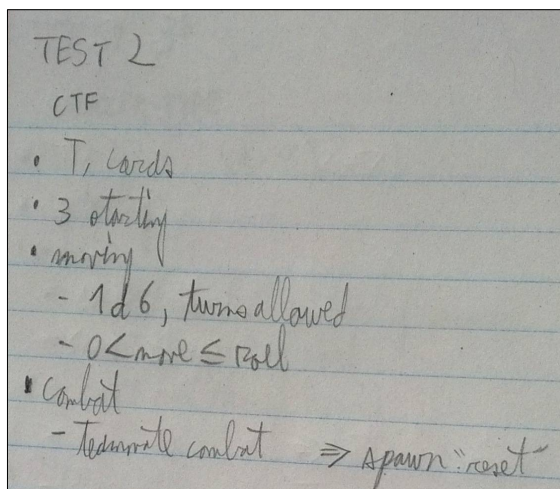 TEST 2
CTF
• T, cards
• 3 starting
• moving
- 1d6, turns allowed
- 0 < move ≤ roll
• combat
- teammate combat ⇒ spawn "reset"